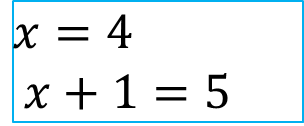 x = 4
x + 1 = 5